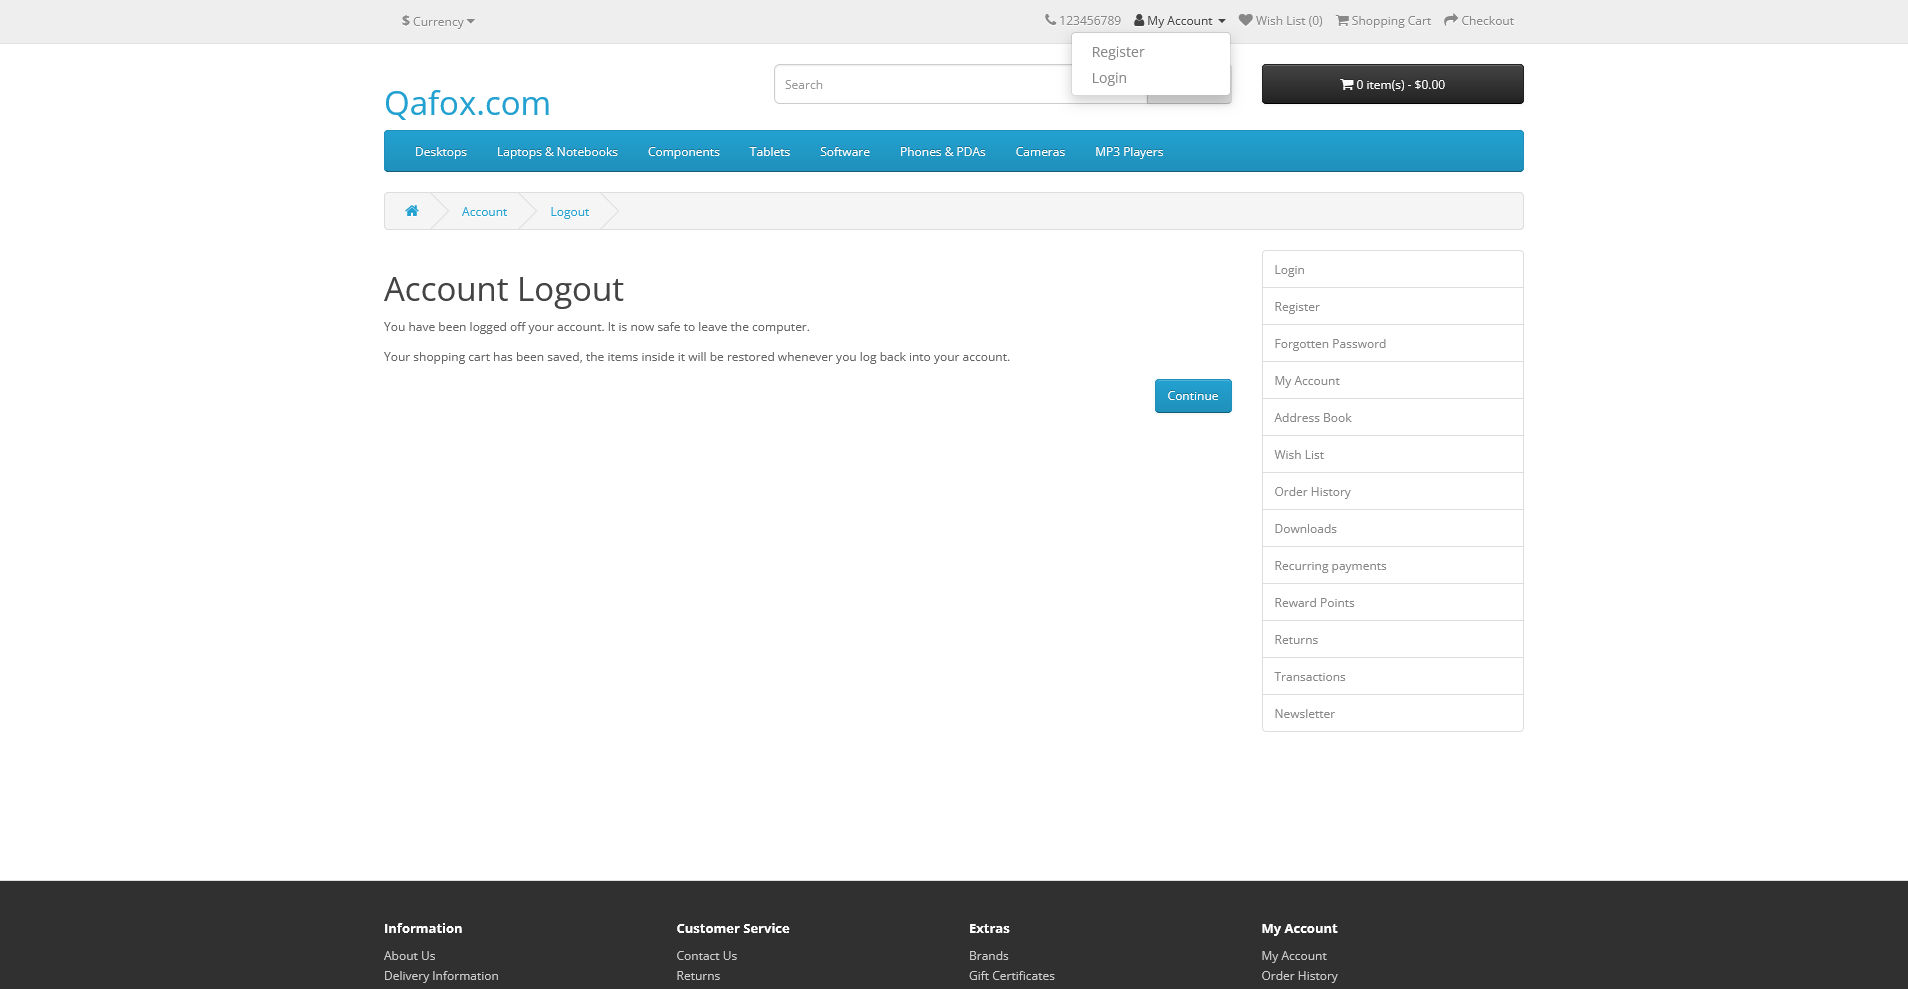 $ Currency
123456789 My Account Wish List (0) Shopping Cart Checkout
Register
Login
Qafox.com
Search
0 item(s) - $0.00
Desktops Laptops & Notebooks Components Tablets Software Phones & PDAs Cameras MP3 Players
Account Logout
Account Logout
You have been logged off your account. It is now safe to leave the computer.
Your shopping cart has been saved, the items inside it will be restored whenever you log back into your account.
Continue
Login
Register
Forgotten Password
My Account
Address Book
Wish List
Order History
Downloads
Recurring payments
Reward Points
Returns
Transactions
Newsletter
Information
About Us
Delivery Information
Customer Service
Contact Us
Returns
Extras
Brands
Gift Certificates
My Account
My Account
Order History